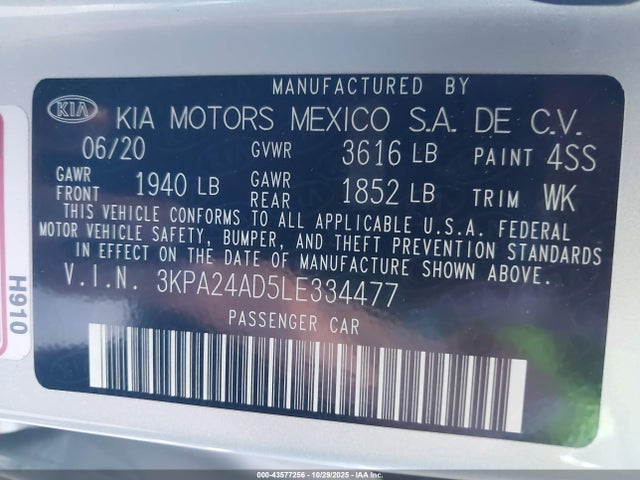 MANUFACTURED BY
KIA KIA MOTORS MEXICO S.A. DE C.V.
06/20 GVWR 3616 LB PAINT 4SS
GAWR FRONT 1940 LB GAWR REAR 1852 LB TRIM WK
THIS VEHICLE CONFORMS TO ALL APPLICABLE U.S.A. FEDERAL
MOTOR VEHICLE SAFETY, BUMPER, AND THEFT PREVENTION STANDARDS
IN EFFECT ON THE DATE OF MANUFACTURE SHOWN ABOVE.
V.I.N. 3KPA24AD5LE334477
PASSENGER CAR
H910
000-43577256 - 10/29/2025 - IAAI.COM